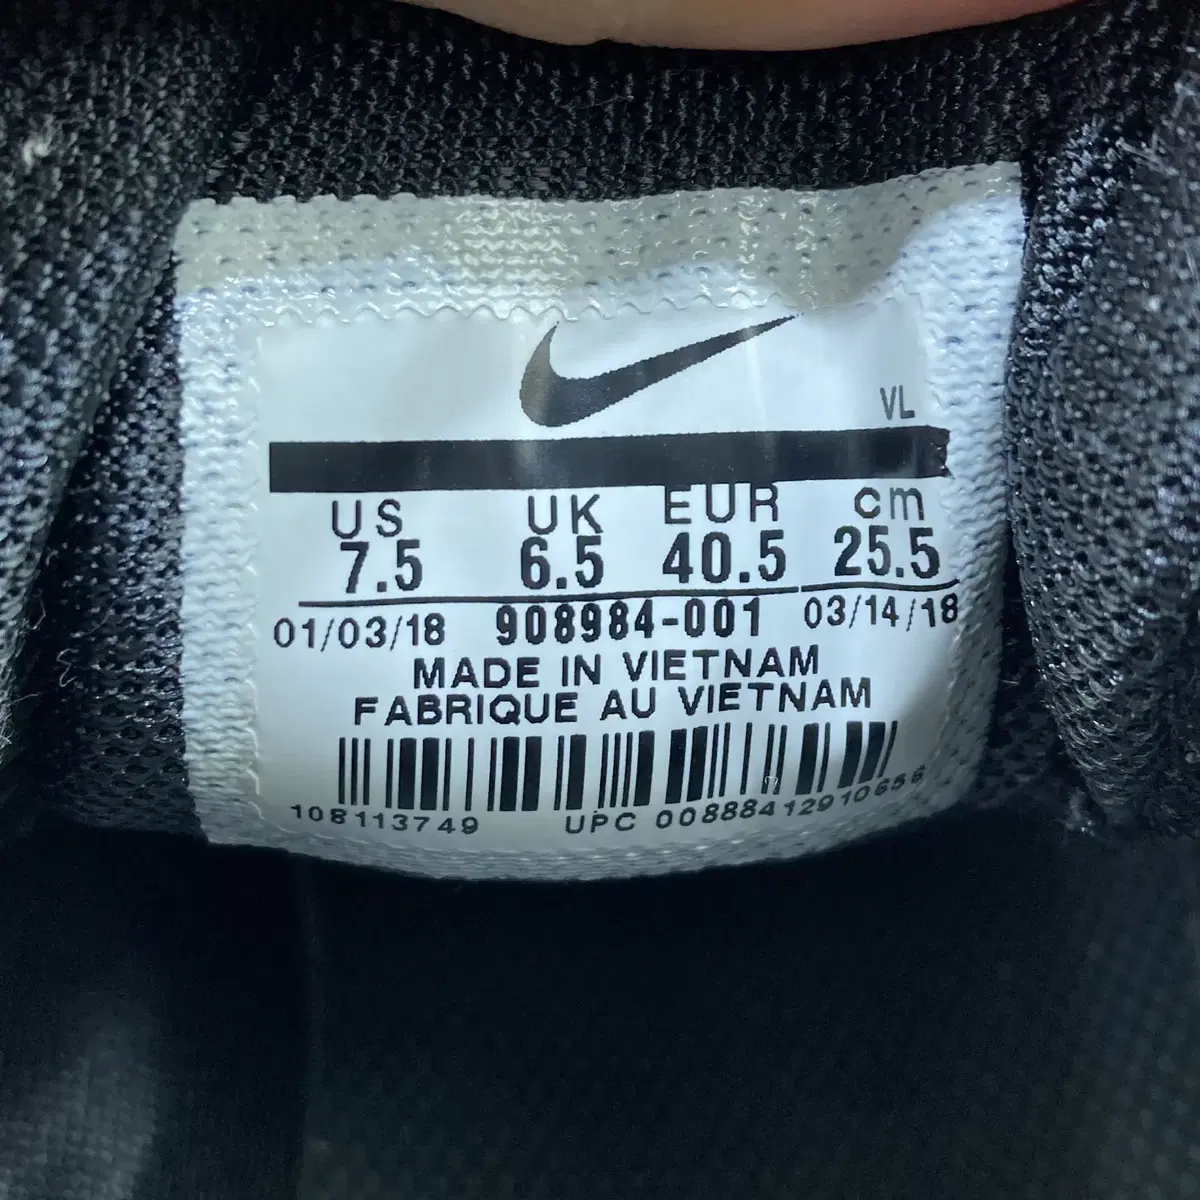 VL
US UK EUR cm
7.5 6.5 40.5 25.5
01/03/18 908984-001 03/14/18
MADE IN VIETNAM
FABRIQUE AU VIETNAM
108113749 UPC 00888412910656